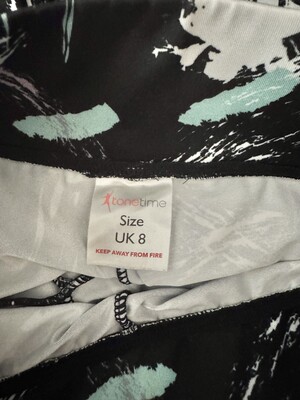 tonetime
Size
UK 8
KEEP AWAY FROM FIRE